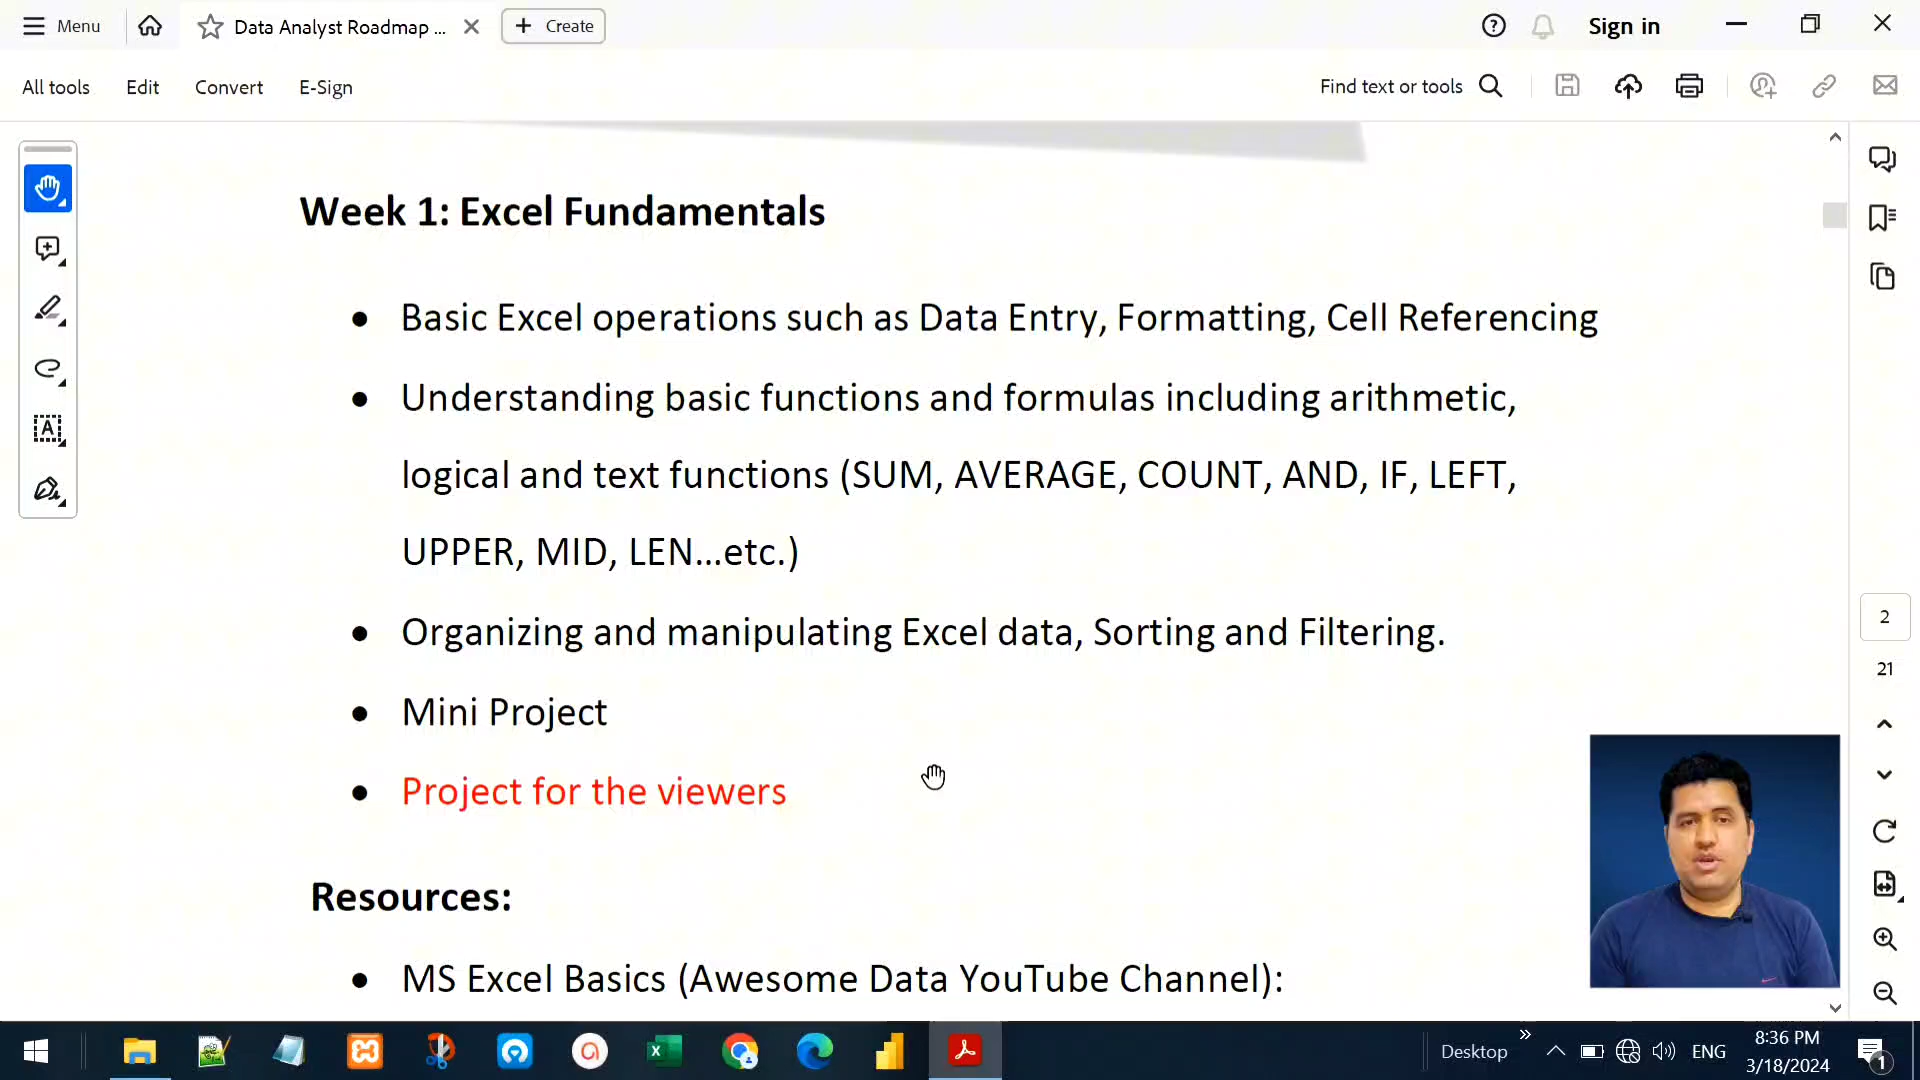 Menu
Data Analyst Roadmap ...
Create
Sign in
All tools
Edit
Convert
E-Sign
Find text or tools
Week 1: Excel Fundamentals
• Basic Excel operations such as Data Entry, Formatting, Cell Referencing
• Understanding basic functions and formulas including arithmetic,
logical and text functions (SUM, AVERAGE, COUNT, AND, IF, LEFT,
UPPER, MID, LEN...etc.)
• Organizing and manipulating Excel data, Sorting and Filtering.
• Mini Project
• Project for the viewers
Resources:
• MS Excel Basics (Awesome Data YouTube Channel):
2
21
Desktop
ENG
8:36 PM
3/18/2024
1